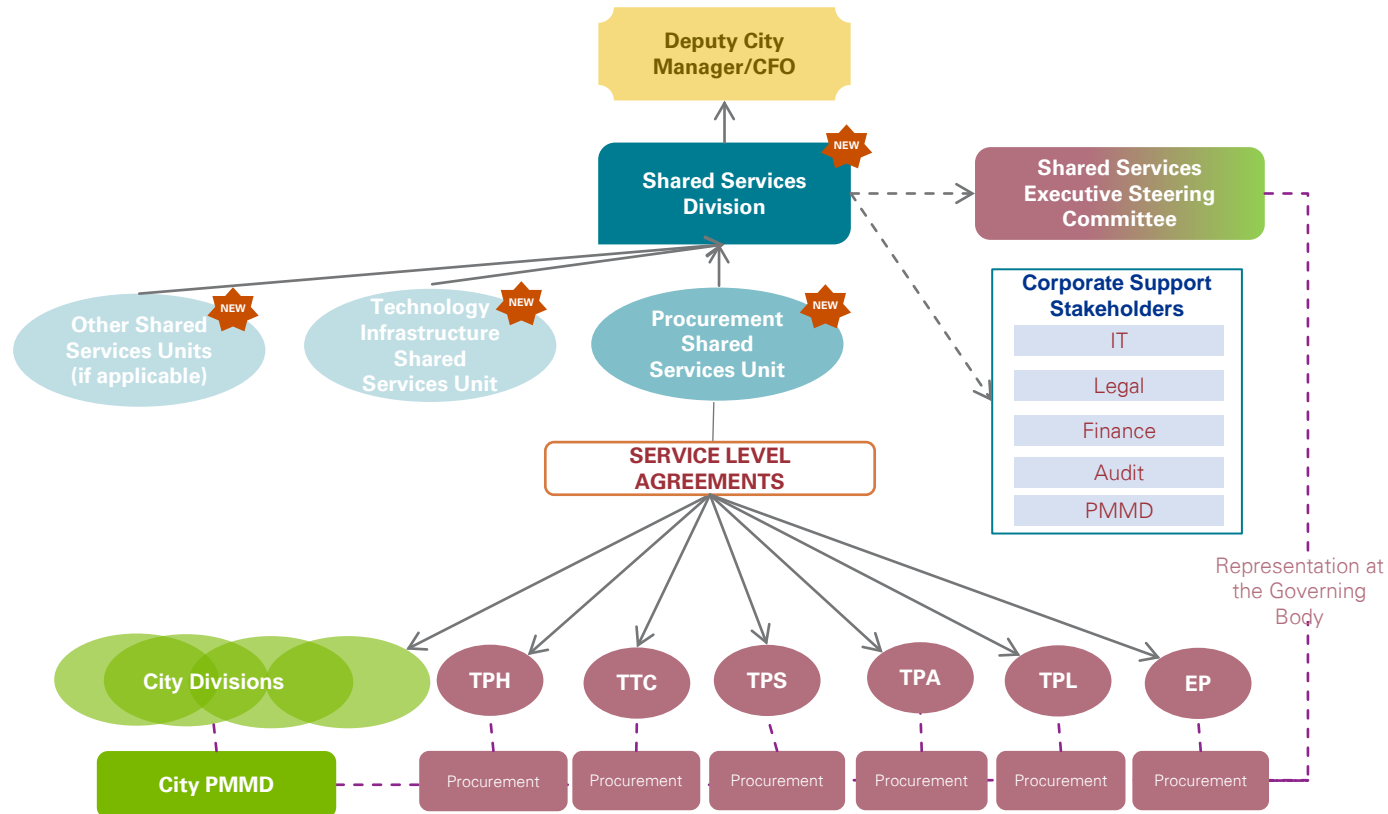 Deputy City
Manager/CFO
NEW
Shared Services
Division
Shared Services
Executive Steering
Committee
NEW
Other Shared
Services Units
(if applicable)
NEW
Technology
Infrastructure
Shared
Services Unit
NEW
Procurement
Shared
Services Unit
Corporate Support
Stakeholders
IT
Legal
Finance
Audit
PMMD
SERVICE LEVEL
AGREEMENTS
Representation at
the Governing
Body
City Divisions
TPH
TTC
TPS
TPA
TPL
EP
City PMMD
Procurement
Procurement
Procurement
Procurement
Procurement
Procurement